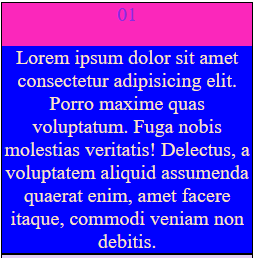 01
Lorem ipsum dolor sit amet
consectetur adipisicing elit.
Porro maxime quas
voluptatum. Fuga nobis
molestias veritatis! Delectus, a
voluptatem aliquid assumenda
quaerat enim, amet facere
itaque, commodi veniam non
debitis.